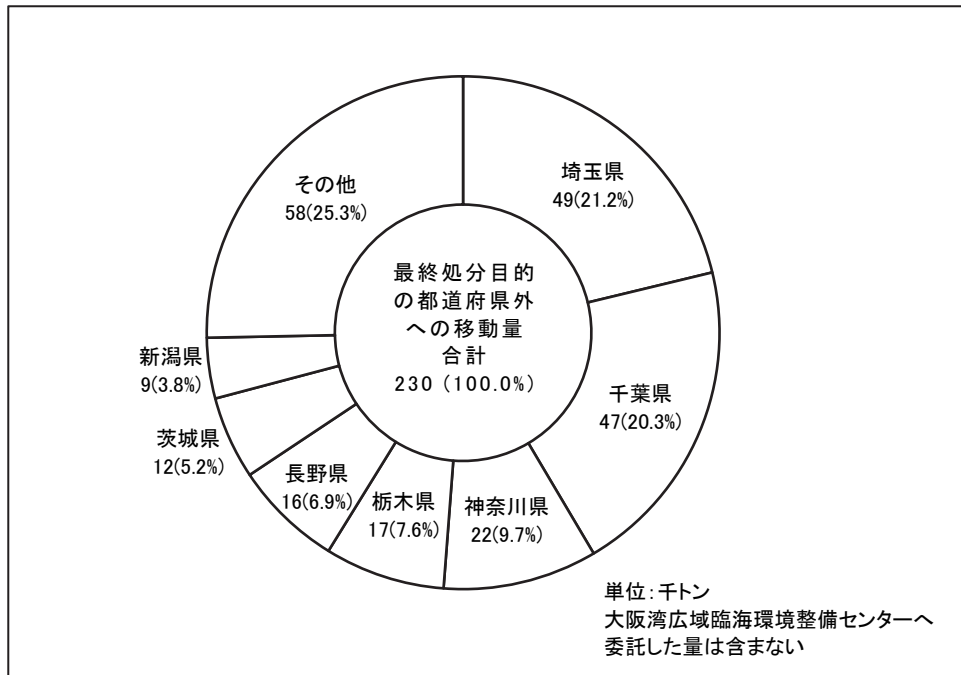 最終処分目的
の都道府県外
への移動量
合計
230 (100.0%)
埼玉県
49(21.2%)
千葉県
47(20.3%)
神奈川県
22(9.7%)
栃木県
17(7.6%)
長野県
16(6.9%)
茨城県
12(5.2%)
新潟県
9(3.8%)
その他
58(25.3%)
単位:千トン
大阪湾広域臨海環境整備センターへ
委託した量は含まない